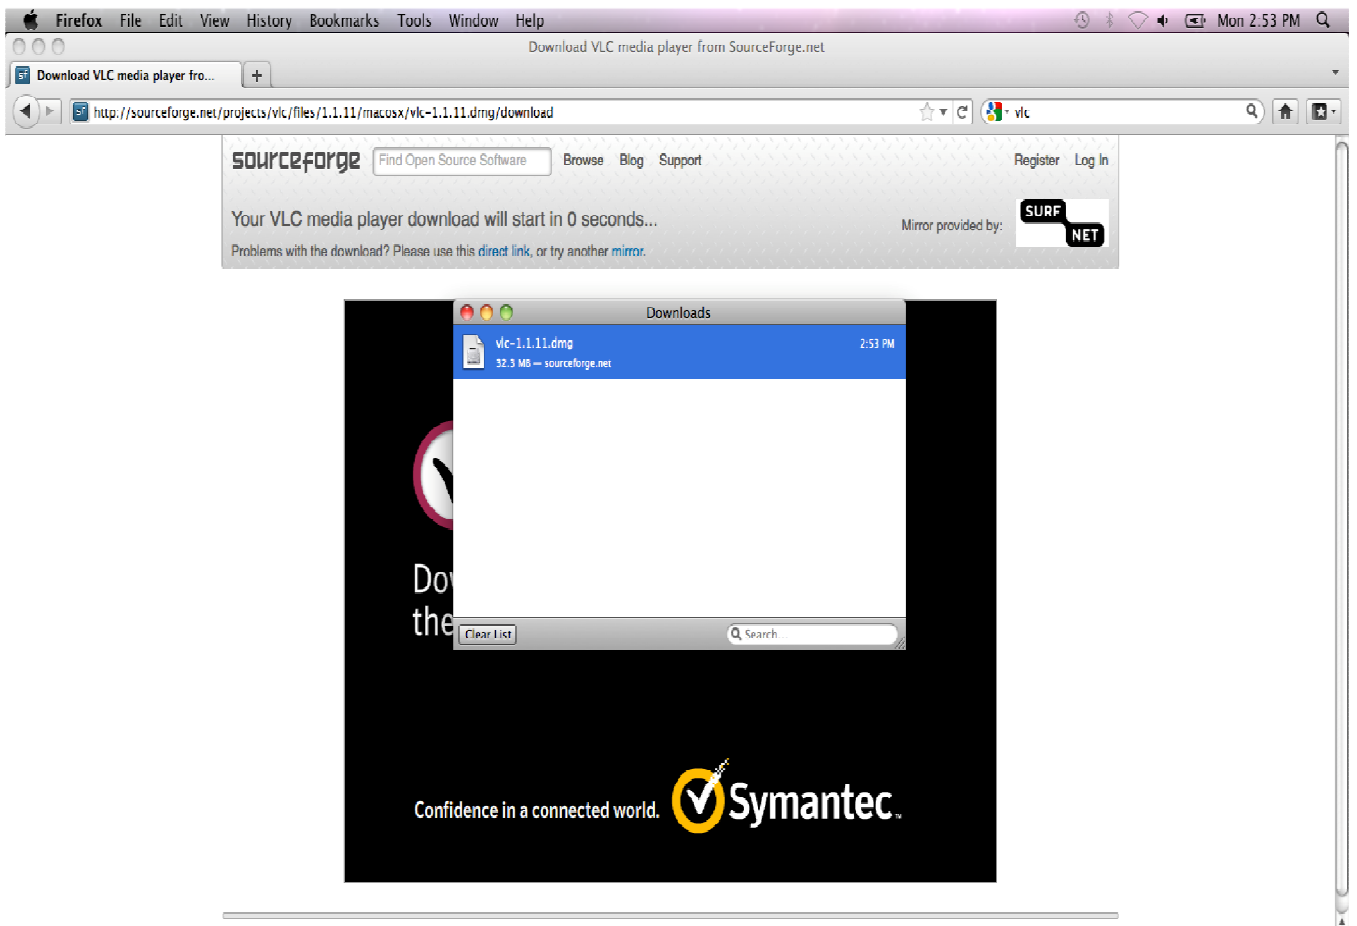 Firefox File Edit View History Bookmarks Tools Window Help Mon 2:53 PM
Download VLC media player from SourceForge.net
sf Download VLC media player fro... +
sf http://sourceforge.net/projects/vlc/files/1.1.11/macosx/vlc-1.1.11.dmg/download vlc
sourceforge Find Open Source Software Browse Blog Support Register Log In
Your VLC media player download will start in 0 seconds...
Mirror provided by: SURF NET
Problems with the download? Please use this direct link, or try another mirror.
Downloads
vlc-1.1.11.dmg 2:53 PM
32.3 MB — sourceforge.net
Do
the
Clear List Search...
Confidence in a connected world. Symantec™